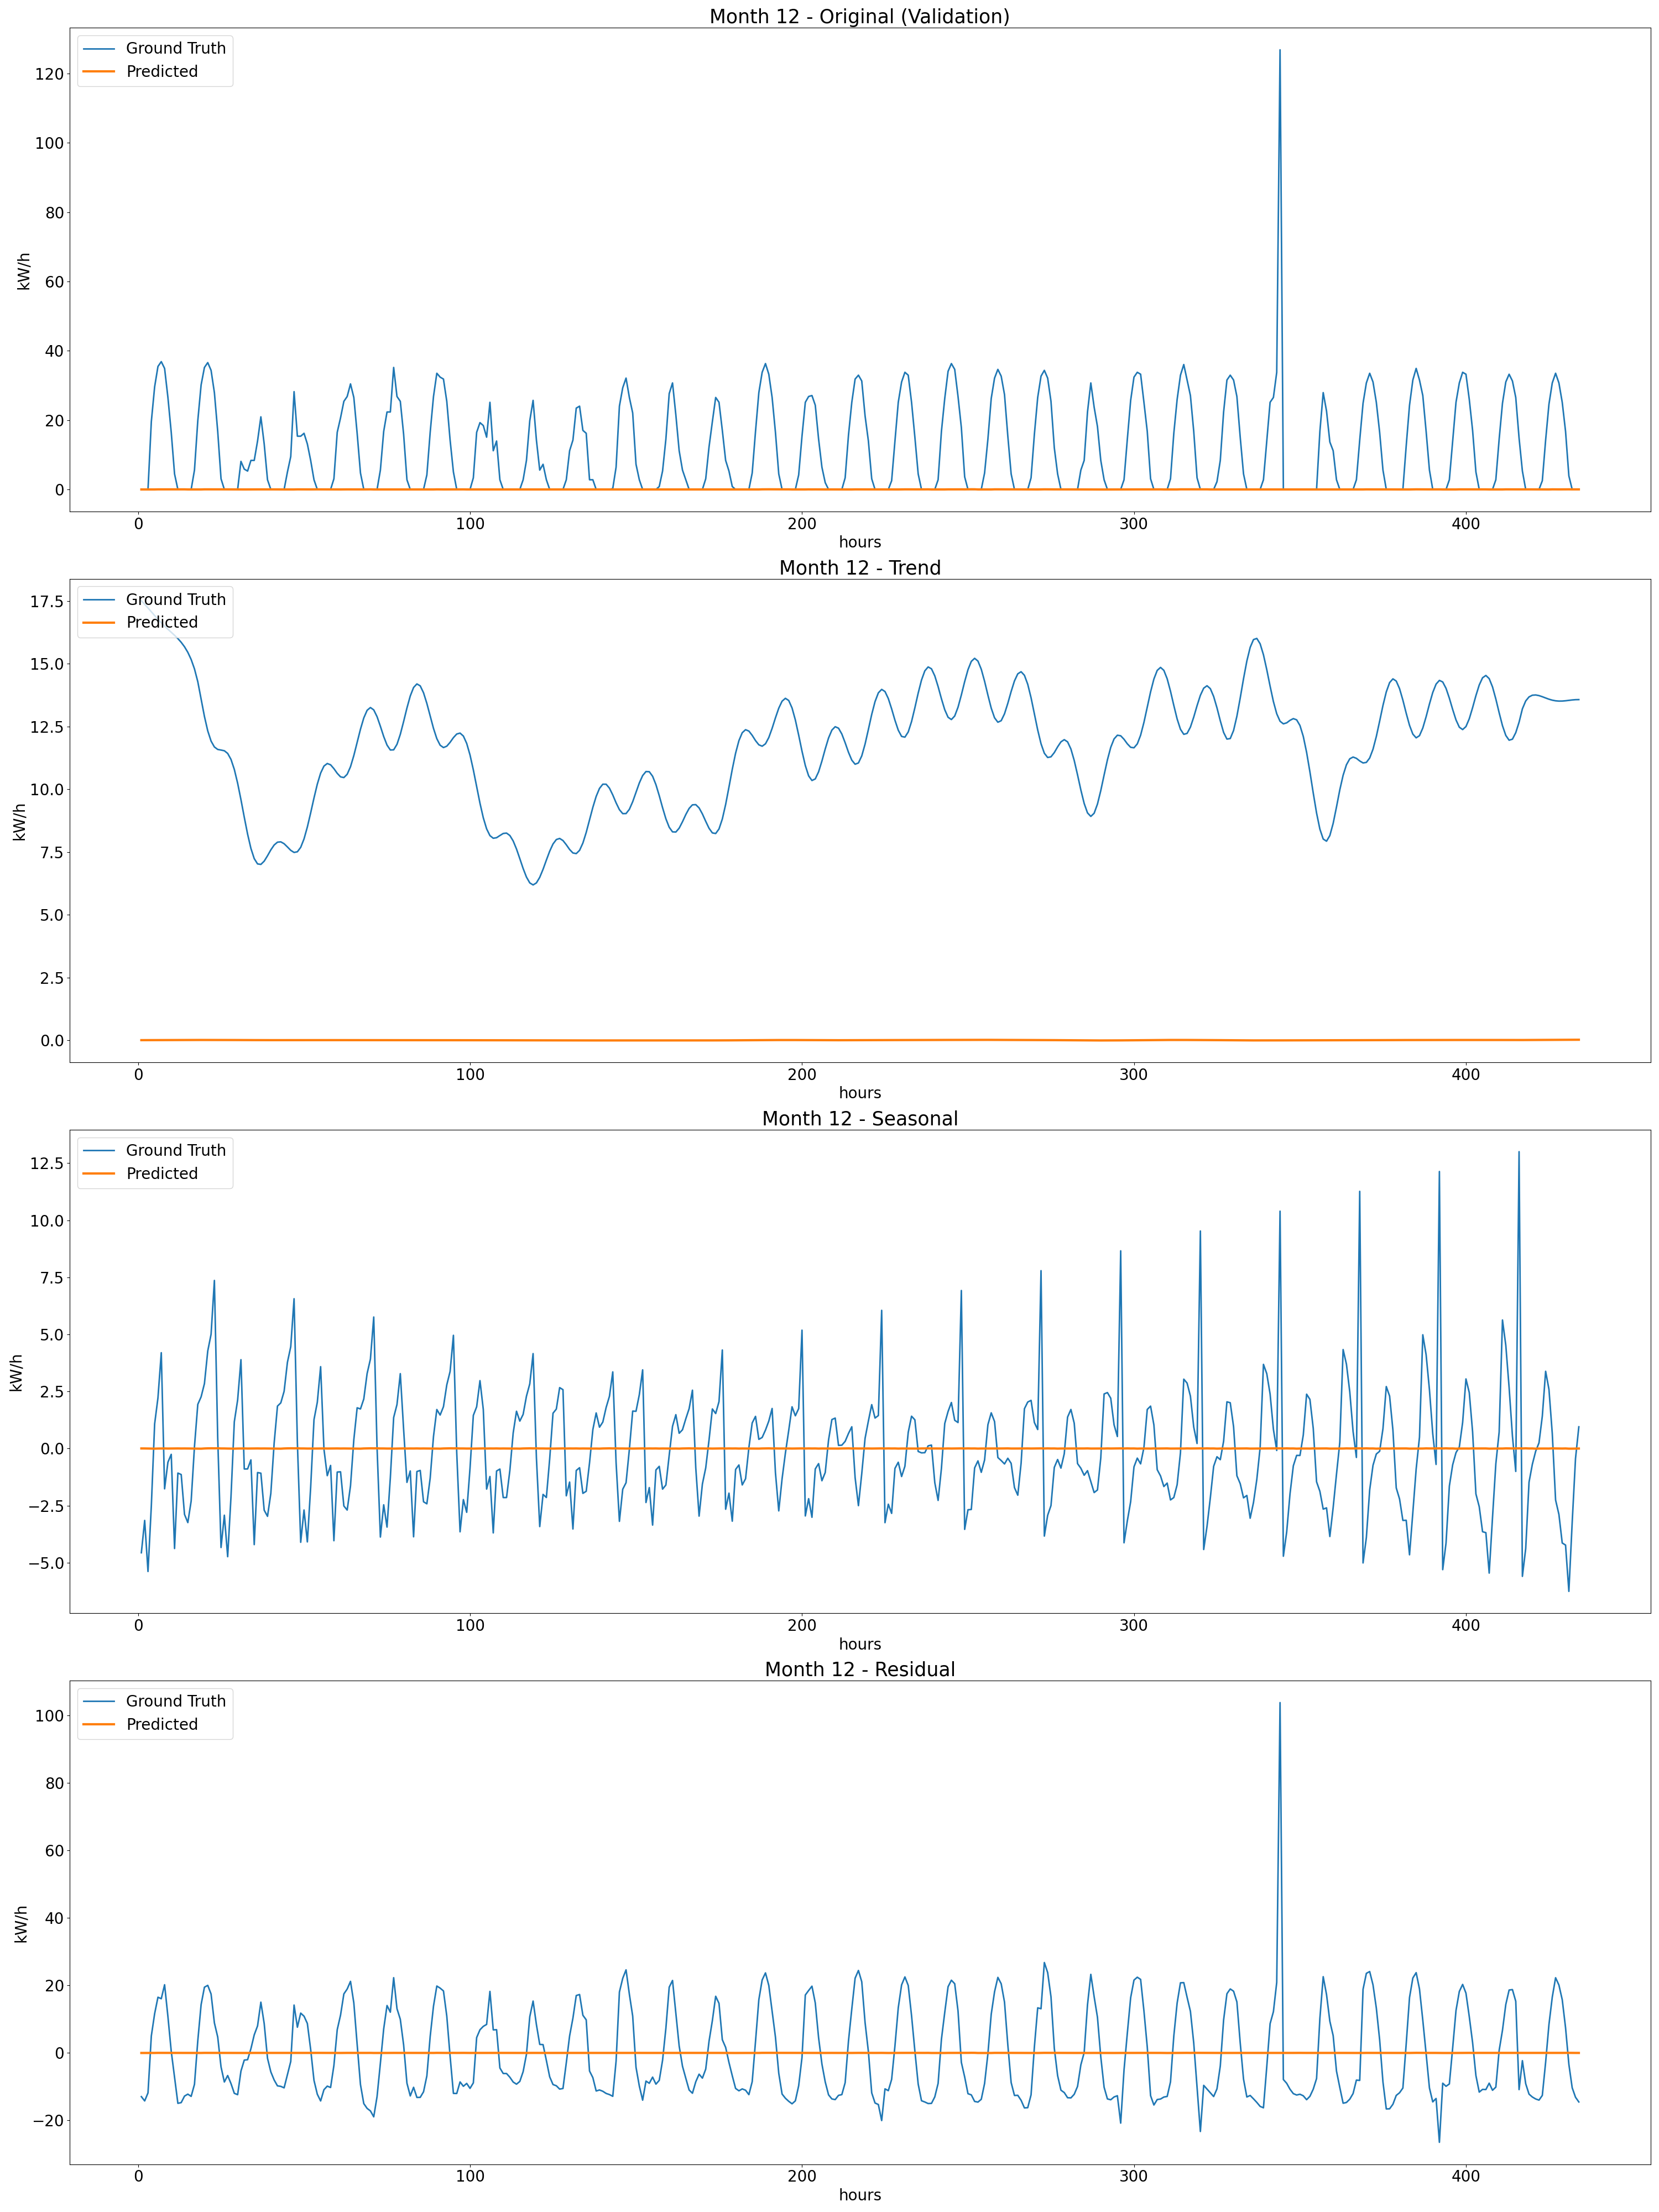 Month 12 - Original (Validation)
Ground Truth
Predicted
120
100
80
60
40
20
0
kW/h
0 100 200 300 400
hours
Month 12 - Trend
Ground Truth
Predicted
17.5
15.0
12.5
10.0
7.5
5.0
2.5
0.0
kW/h
0 100 200 300 400
hours
Month 12 - Seasonal
Ground Truth
Predicted
12.5
10.0
7.5
5.0
2.5
0.0
−2.5
−5.0
kW/h
0 100 200 300 400
hours
Month 12 - Residual
Ground Truth
Predicted
100
80
60
40
20
0
−20
kW/h
0 100 200 300 400
hours